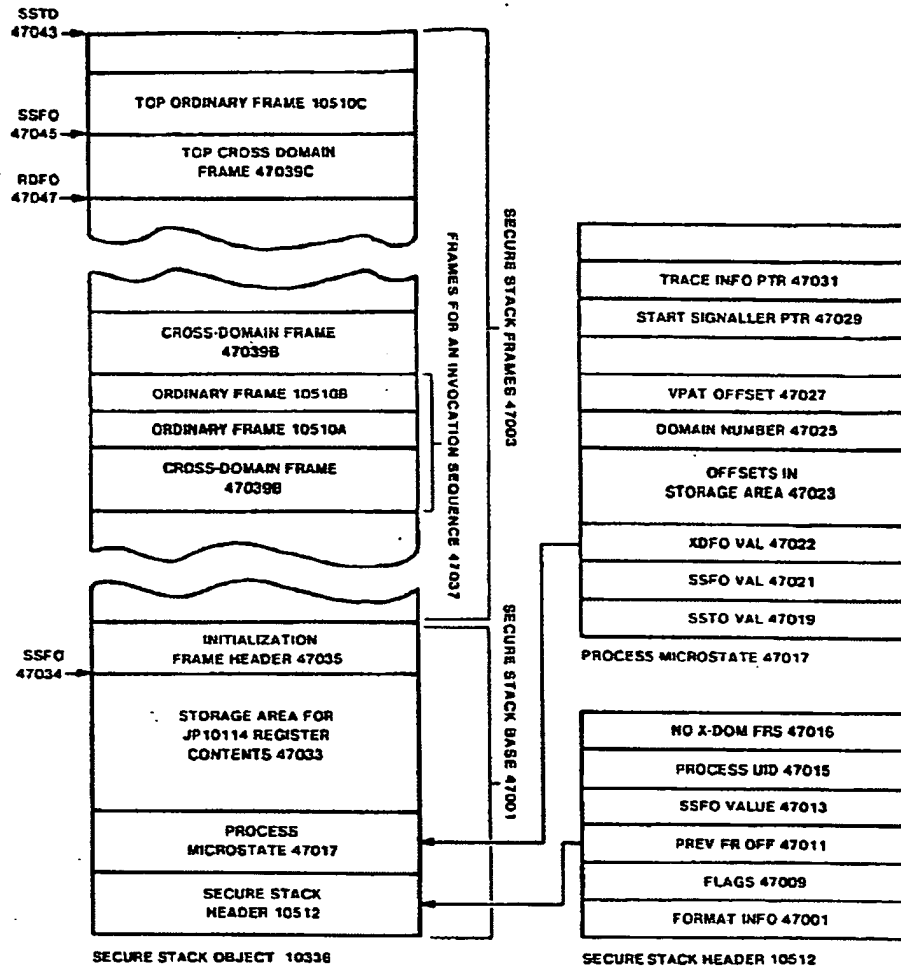 SSTO
47043
TOP ORDINARY FRAME 10510C
SSFO
47045
TOP CROSS DOMAIN
FRAME 47039C
RDFO
47047
CROSS-DOMAIN FRAME
47039B
ORDINARY FRAME 10510B
ORDINARY FRAME 10510A
CROSS-DOMAIN FRAME
47039B
FRAMES FOR AN INVOCATION SEQUENCE 47037
SECURE STACK FRAMES 47003
INITIALIZATION
FRAME HEADER 47035
SSFO
47034
STORAGE AREA FOR
JP10114 REGISTER
CONTENTS 47033
PROCESS
MICROSTATE 47017
SECURE STACK
HEADER 10512
SECURE STACK BASE 47001
SECURE STACK OBJECT 10336
TRACE INFO PTR 47031
START SIGNALLER PTR 47029
VPAT OFFSET 47027
DOMAIN NUMBER 47025
OFFSETS IN
STORAGE AREA 47023
XDFO VAL 47022
SSFO VAL 47021
SSTO VAL 47019
PROCESS MICROSTATE 47017
NO X-DOM FRS 47016
PROCESS UID 47015
SSFO VALUE 47013
PREV FR OFF 47011
FLAGS 47009
FORMAT INFO 47001
SECURE STACK HEADER 10512